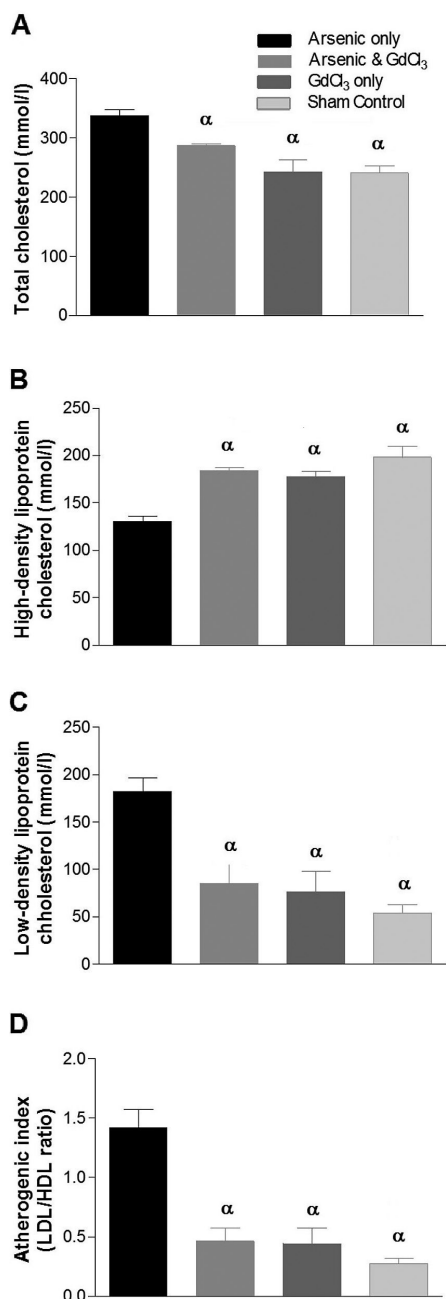 A
Arsenic only
Arsenic & GdCl₃
GdCl₃ only
Sham Control
Total cholesterol (mmol/l)
400
300
200
100
0
α
α
α
B
High-density lipoprotein
cholesterol (mmol/l)
250
200
150
100
50
0
α
α
α
C
Low-density lipoprotein
chholesterol (mmol/l)
250
200
150
100
50
0
α
α
α
D
Atherogenic index
(LDL/HDL ratio)
2.0
1.5
1.0
0.5
0.0
α
α
α